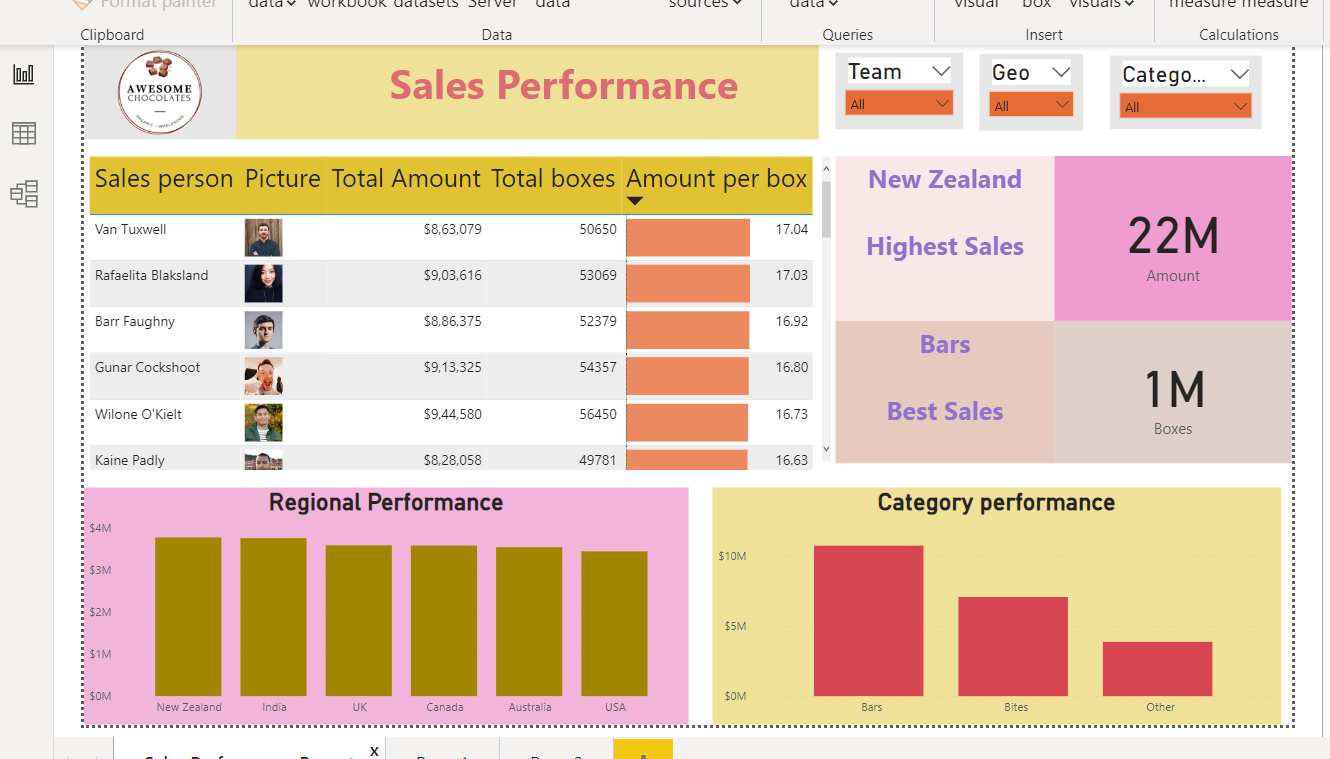 Format painter
data workbook datasets Server data sources data visual box visuals measure measure
Clipboard Data Queries Insert Calculations
AWESOME
CHOCOLATES
Sales Performance
Team Geo Catego...
All All All
Sales person Picture Total Amount Total boxes Amount per box
Van Tuxwell $8,63,079 50650 17.04
Rafaelita Blaksland $9,03,616 53069 17.03
Barr Faughny $8,86,375 52379 16.92
Gunar Cockshoot $9,13,325 54357 16.80
Wilone O'Kielt $9,44,580 56450 16.73
Kaine Padly $8,28,058 49781 16.63
New Zealand
Highest Sales
22M
Amount
Bars
Best Sales
1M
Boxes
Regional Performance
$4M
$3M
$2M
$1M
$0M
New Zealand India UK Canada Australia USA
Category performance
$10M
$5M
$0M
Bars Bites Other
x